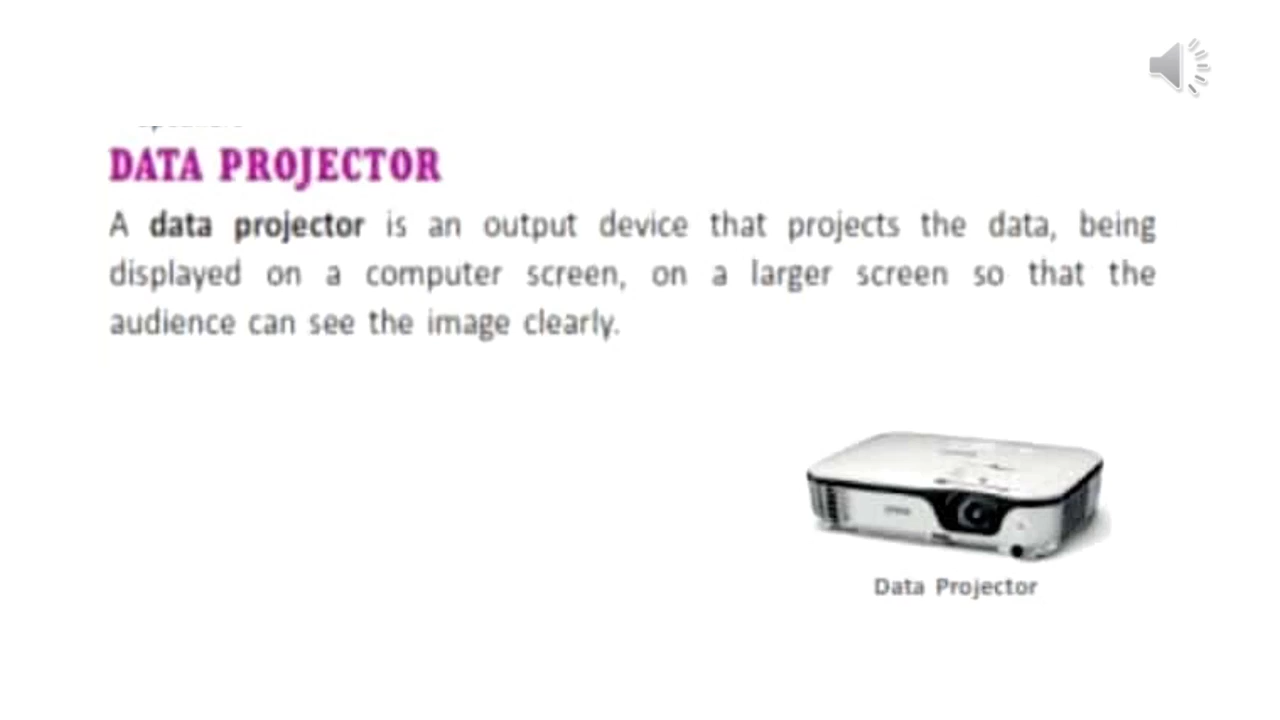 DATA PROJECTOR
A data projector is an output device that projects the data, being
displayed on a computer screen, on a larger screen so that the
audience can see the image clearly.
Data Projector